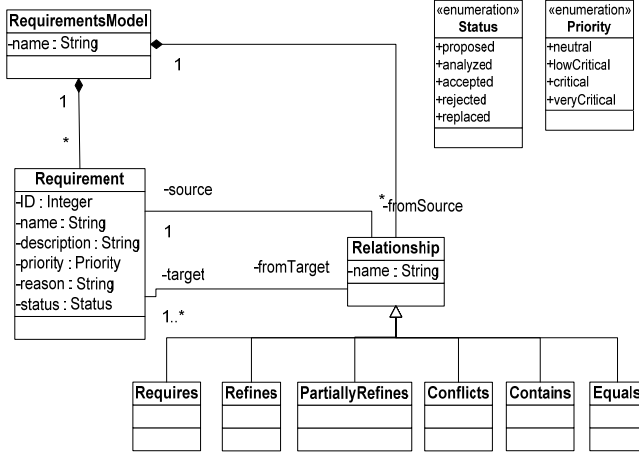 RequirementsModel
-name : String
1
1
*
«enumeration»
Status
+proposed
+analyzed
+accepted
+rejected
+replaced
«enumeration»
Priority
+neutral
+lowCritical
+critical
+veryCritical
Requirement
-ID : Integer
-name : String
-description : String
-priority : Priority
-reason : String
-status : Status
-source
1
-target
1..*
-fromTarget
*
-fromSource
Relationship
-name : String
Requires
Refines
PartiallyRefines
Conflicts
Contains
Equals